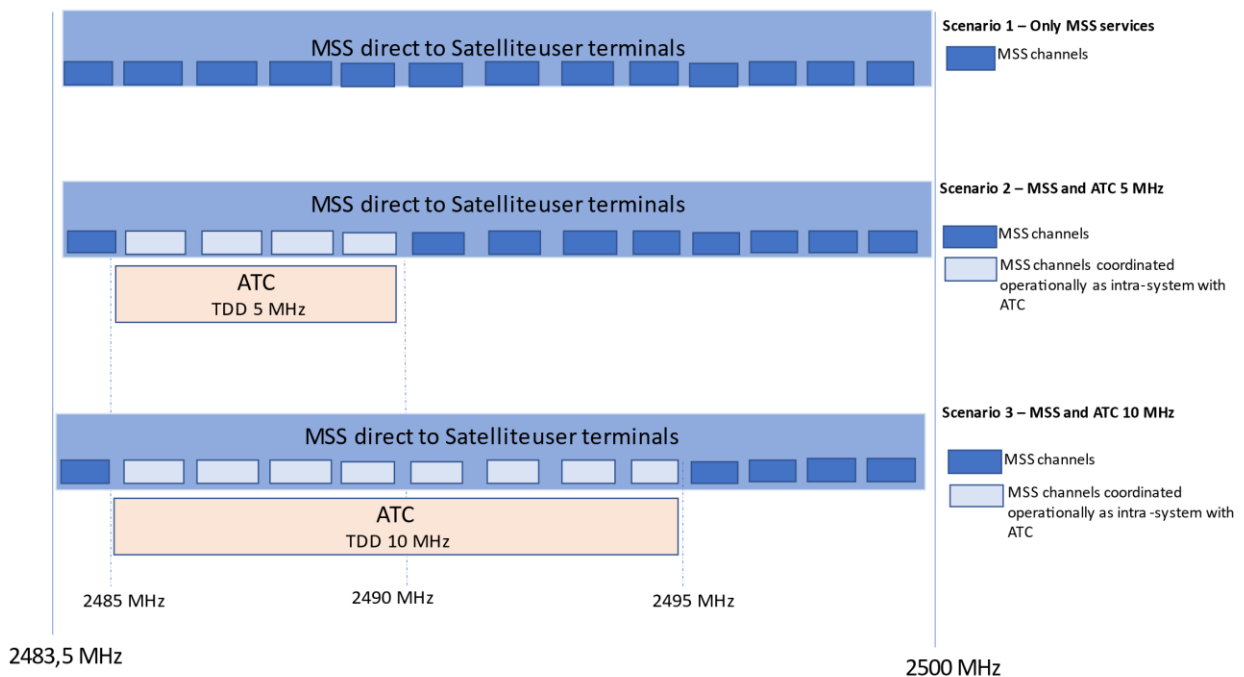 MSS direct to Satelliteuser terminals
Scenario 1 – Only MSS services
MSS channels
MSS direct to Satelliteuser terminals
ATC
TDD 5 MHz
Scenario 2 – MSS and ATC 5 MHz
MSS channels
MSS channels coordinated
operationally as intra-system with
ATC
MSS direct to Satelliteuser terminals
ATC
TDD 10 MHz
Scenario 3 – MSS and ATC 10 MHz
MSS channels
MSS channels coordinated
operationally as intra -system with
ATC
2485 MHz
2490 MHz
2495 MHz
2483,5 MHz
2500 MHz